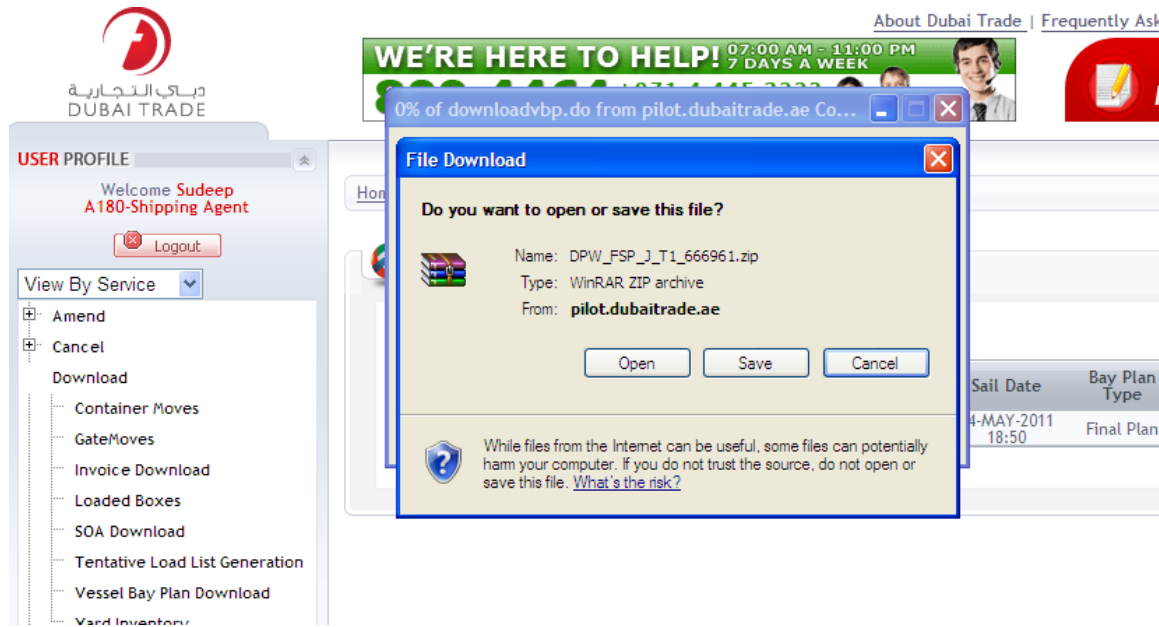 About Dubai Trade | Frequently Ask
WE'RE HERE TO HELP! 07:00 AM - 11:00 PM
7 DAYS A WEEK
دبي التجارية
DUBAI TRADE
0% of downloadvbp.do from pilot.dubaitrade.ae Co...
USER PROFILE
Welcome Sudeep
A180-Shipping Agent
Logout
View By Service
Amend
Cancel
Download
Container Moves
GateMoves
Invoice Download
Loaded Boxes
SOA Download
Tentative Load List Generation
Vessel Bay Plan Download
Yard Inventory
File Download
Do you want to open or save this file?
Name: DPW_FSP_J_T1_666961.zip
Type: WinRAR ZIP archive
From: pilot.dubaitrade.ae
Open Save Cancel
While files from the Internet can be useful, some files can potentially
harm your computer. If you do not trust the source, do not open or
save this file. What's the risk?
Sail Date
Bay Plan
Type
4-MAY-2011
18:50
Final Plan